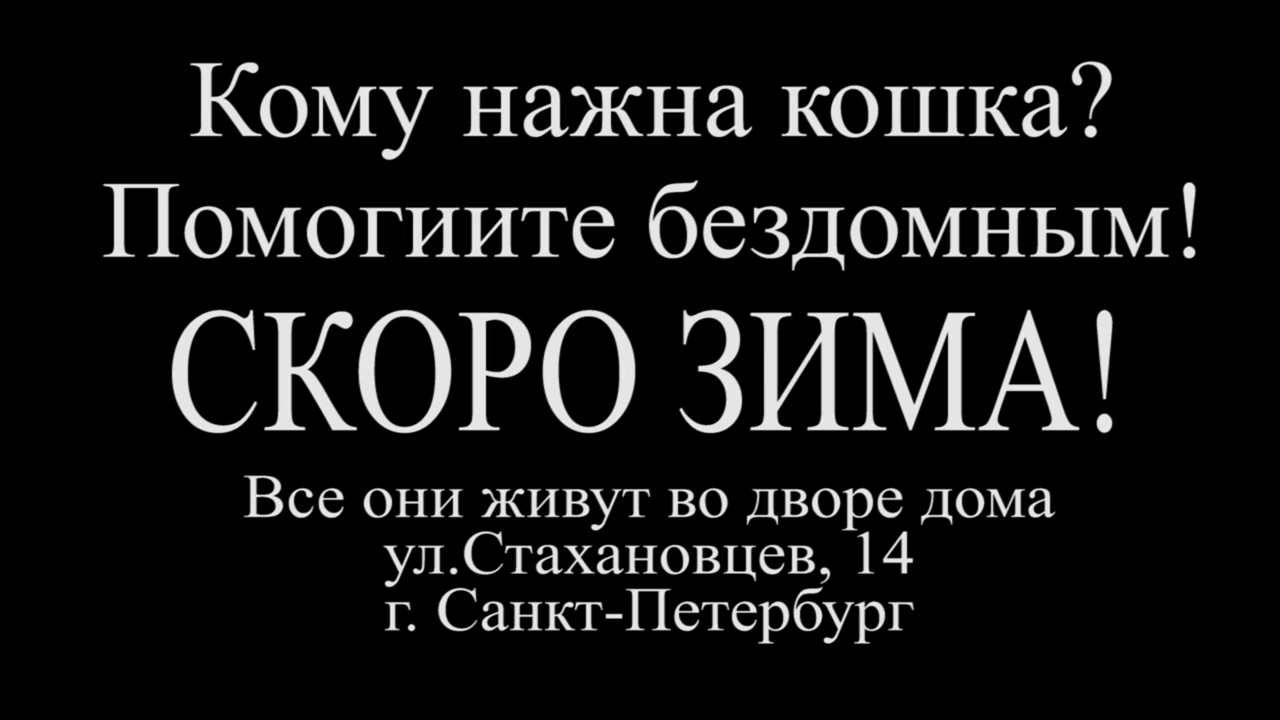 Кому нажна кошка?
Помогиите бездомным!
СКОРО ЗИМА!
Все они живут во дворе дома
ул.Стахановцев, 14
г. Санкт-Петербург